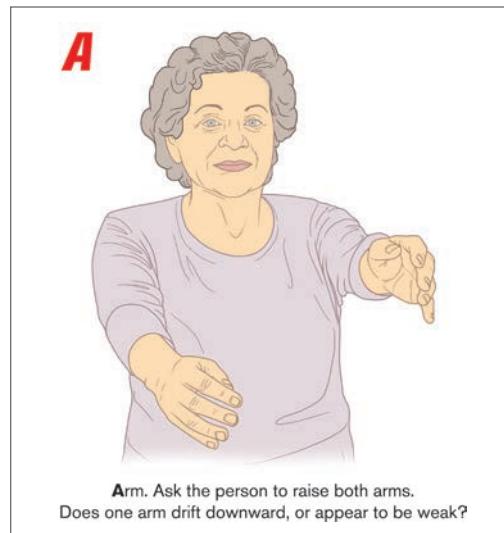 A
Arm. Ask the person to raise both arms.
Does one arm drift downward, or appear to be weak?